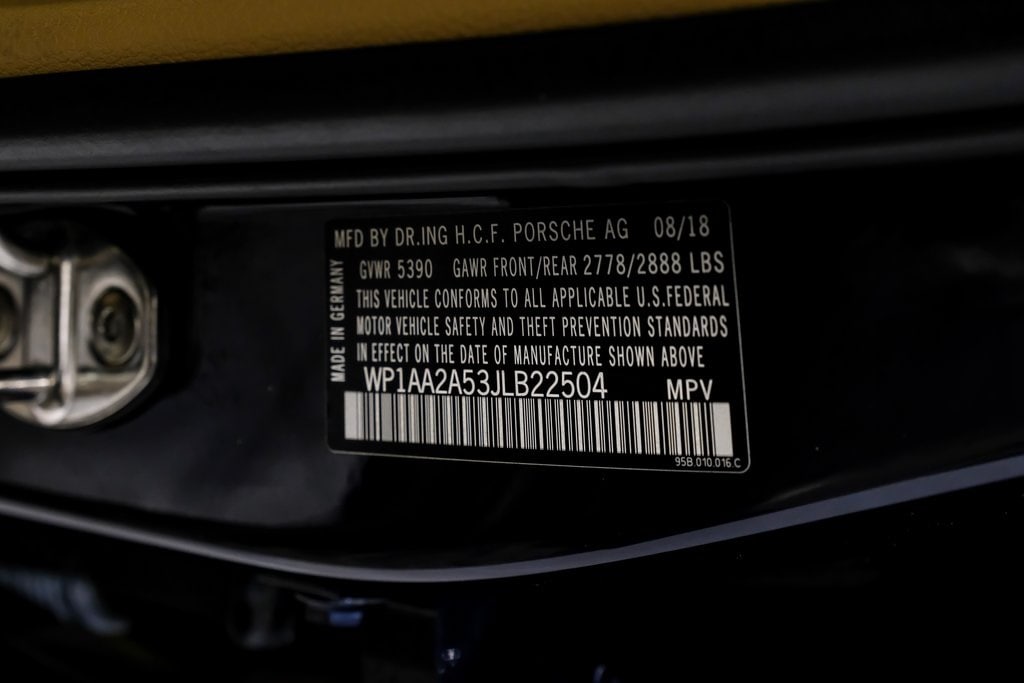 MFD BY DR.ING H.C.F. PORSCHE AG 08/18
GVWR 5390 GAWR FRONT/REAR 2778/2888 LBS
THIS VEHICLE CONFORMS TO ALL APPLICABLE U.S.FEDERAL
MOTOR VEHICLE SAFETY AND THEFT PREVENTION STANDARDS
IN EFFECT ON THE DATE OF MANUFACTURE SHOWN ABOVE
WP1AA2A53JLB22504 MPV
95B.010.016.C
MADE IN GERMANY